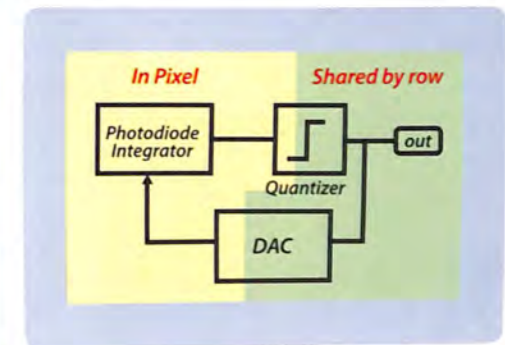 In Pixel
Shared by row
Photodiode
Integrator
out
Quantizer
DAC